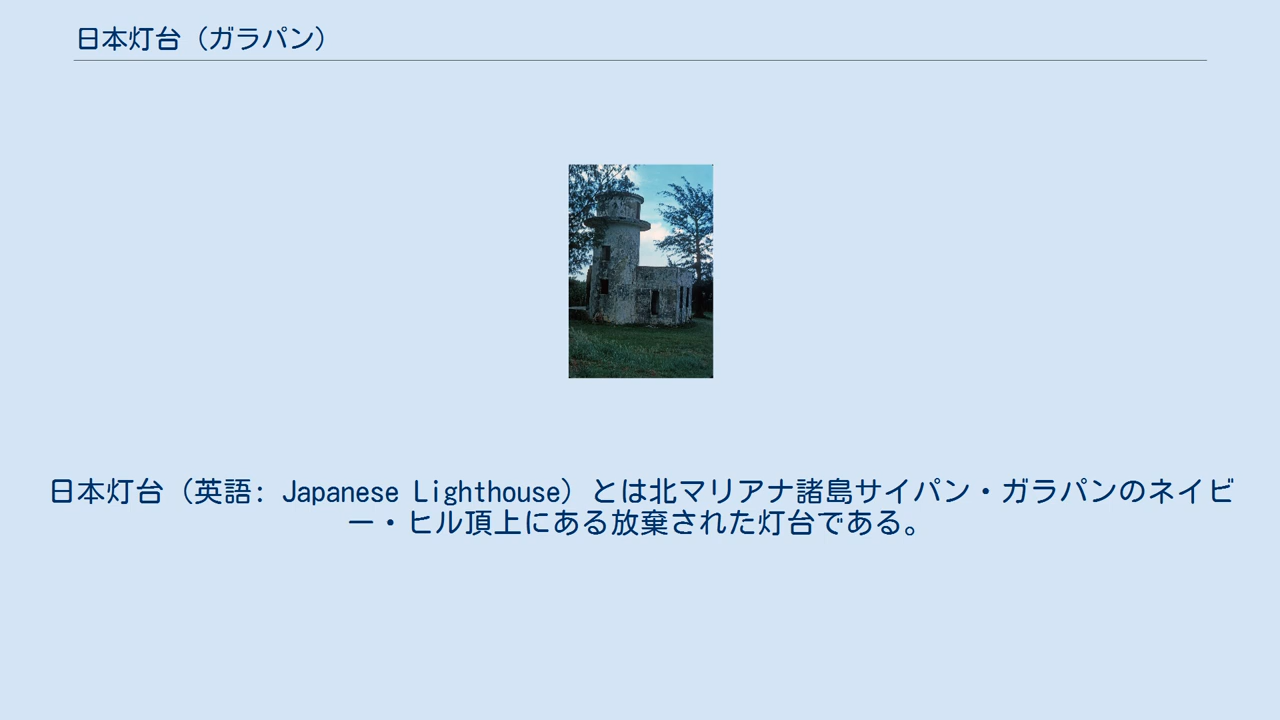 日本灯台（ガラパン）
日本灯台（英語: Japanese Lighthouse）とは北マリアナ諸島サイパン・ガラパンのネイビ
ー・ヒル頂上にある放棄された灯台である。